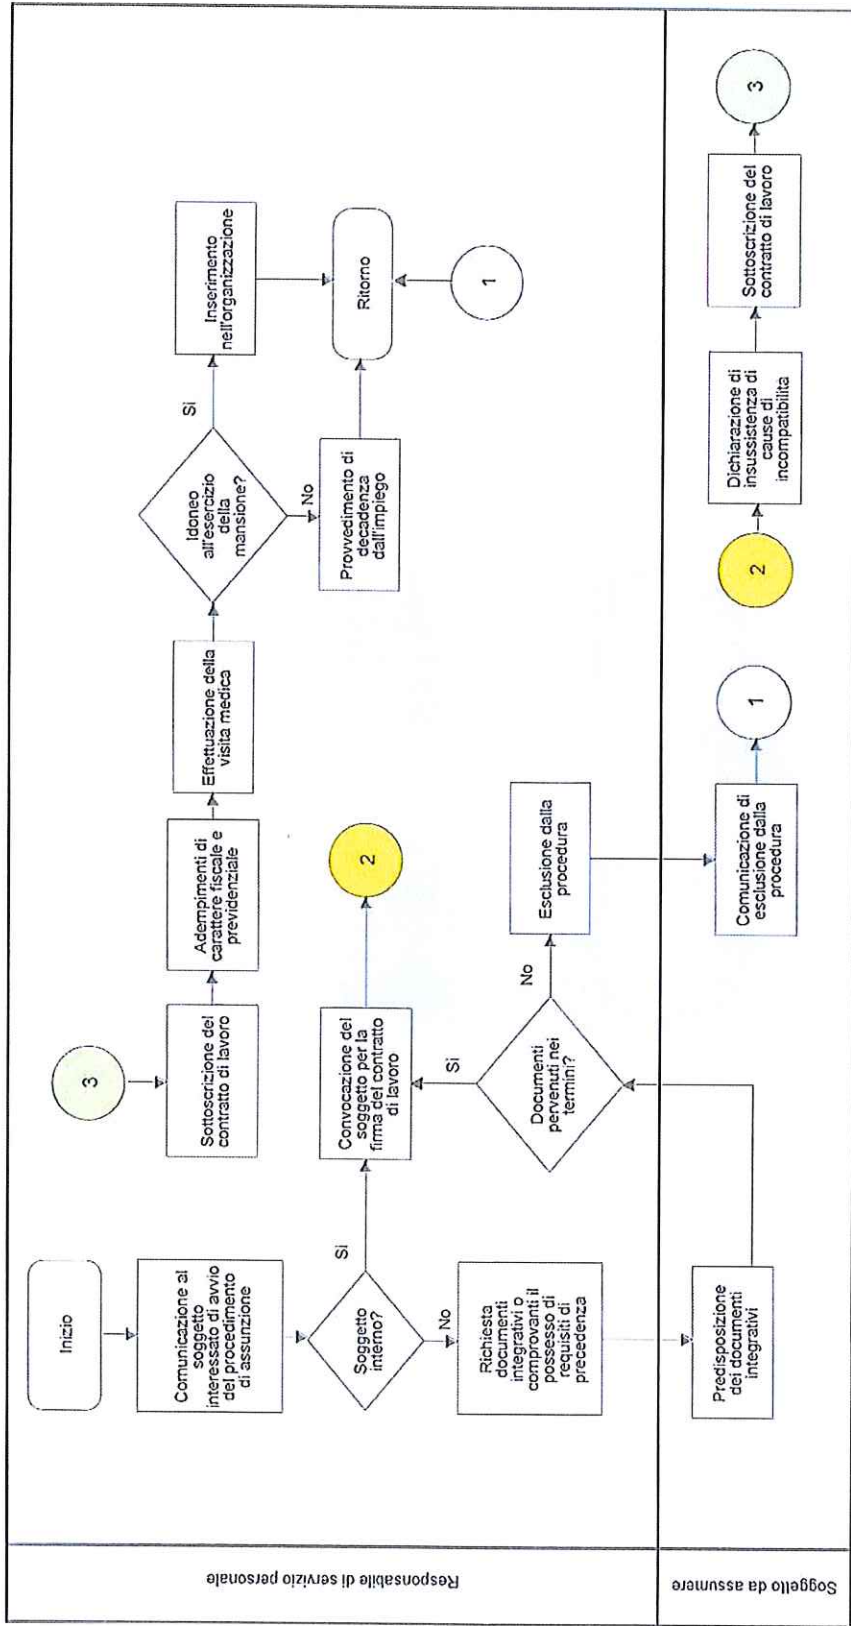 Responsabile di servizio personale
Inizio
Comunicazione al
soggetto
interessato di avvio
del procedimento
di assunzione
Soggetto
interno?
Si
No
Richiesta
documenti
integrativi o
comprovanti il
possesso di
requisiti di
precedenza
3
Sottoscrizione del
contratto di lavoro
Adempimenti di
carattere fiscale e
previdenziale
Effettuazione della
visita medica
Idoneo
all'esercizio
della
mansione?
Si
No
Inserimento
nell'organizzazione
Provvedimento di
decadenza
dall'impiego
Ritorno
1
Convocazione del
soggetto per la
firma del contratto
di lavoro
2
Si
Documenti
pervenuti nei
termini?
No
Esclusione dalla
procedura
Soggetto da assumere
Predisposizione
dei documenti
integrativi
Comunicazione di
esclusione dalla
procedura
1
2
Dichiarazione di
insussistenza di
cause di
incompatibilita
Sottoscrizione del
contratto di lavoro
3